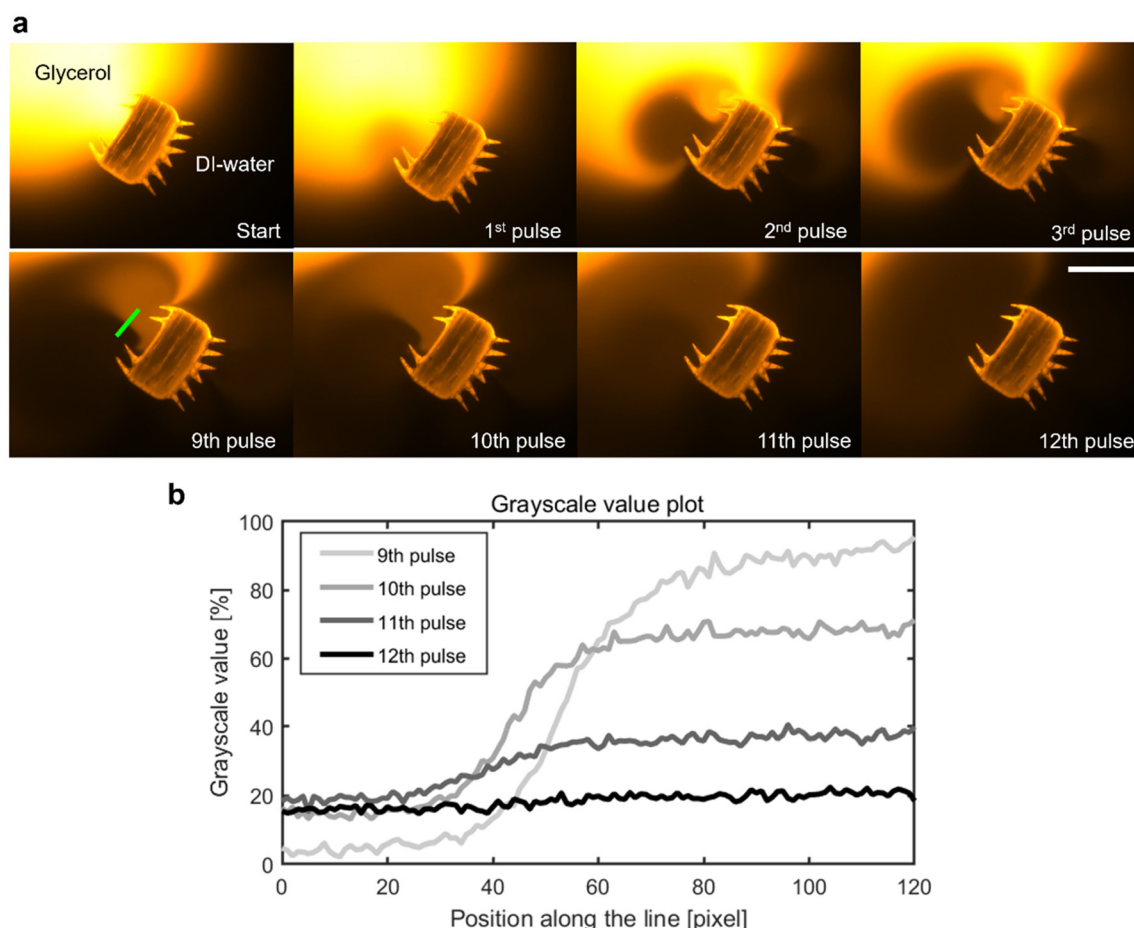 a
Glycerol
DI-water
Start
1st pulse
2nd pulse
3rd pulse
9th pulse
10th pulse
11th pulse
12th pulse
b
Grayscale value plot
Grayscale value [%]
100
80
60
40
20
0
9th pulse
10th pulse
11th pulse
12th pulse
0 20 40 60 80 100 120
Position along the line [pixel]